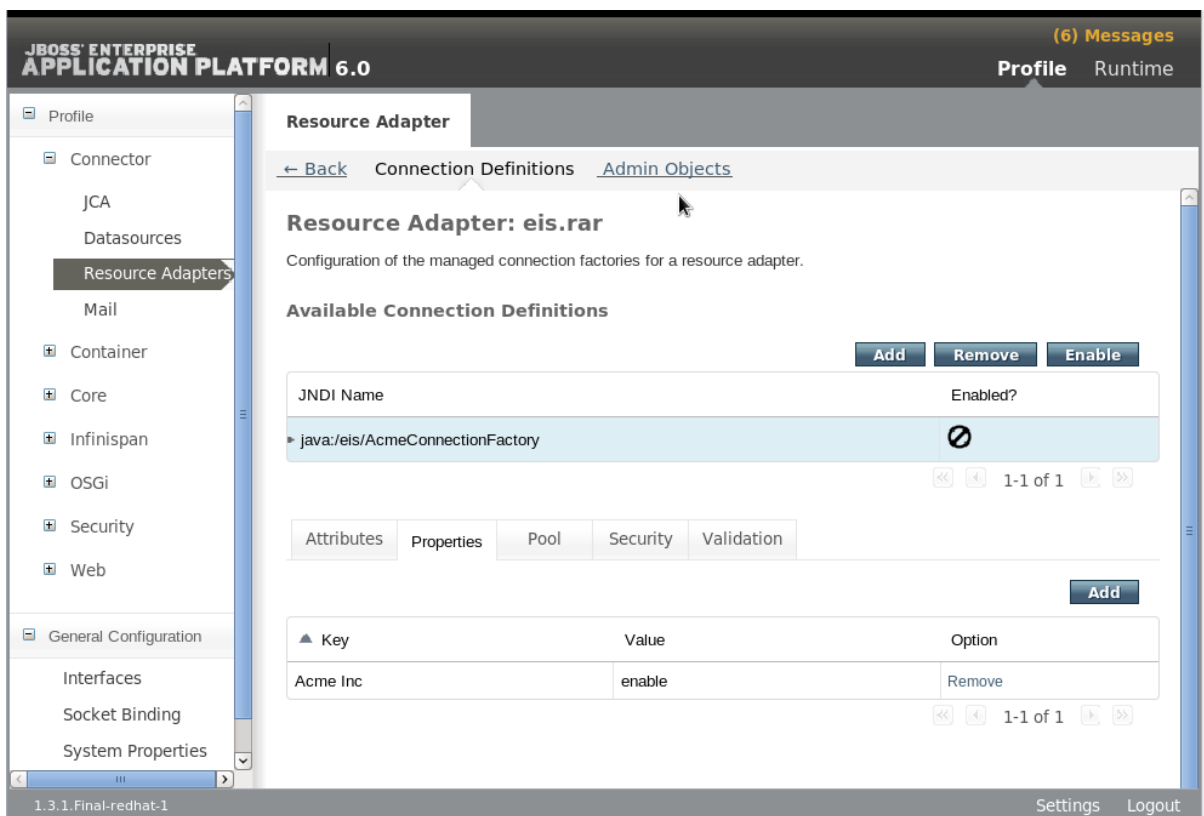 (6) Messages
JBOSS® ENTERPRISE
APPLICATION PLATFORM 6.0
Profile Runtime
Profile
Connector
JCA
Datasources
Resource Adapters
Mail
Container
Core
Infinispan
OSGi
Security
Web
General Configuration
Interfaces
Socket Binding
System Properties
Resource Adapter
← Back Connection Definitions Admin Objects
Resource Adapter: eis.rar
Configuration of the managed connection factories for a resource adapter.
Available Connection Definitions
Add Remove Enable
JNDI Name Enabled?
java:/eis/AcmeConnectionFactory
1-1 of 1
Attributes Properties Pool Security Validation
Add
Key Value Option
Acme Inc enable Remove
1-1 of 1
1.3.1.Final-redhat-1 Settings Logout